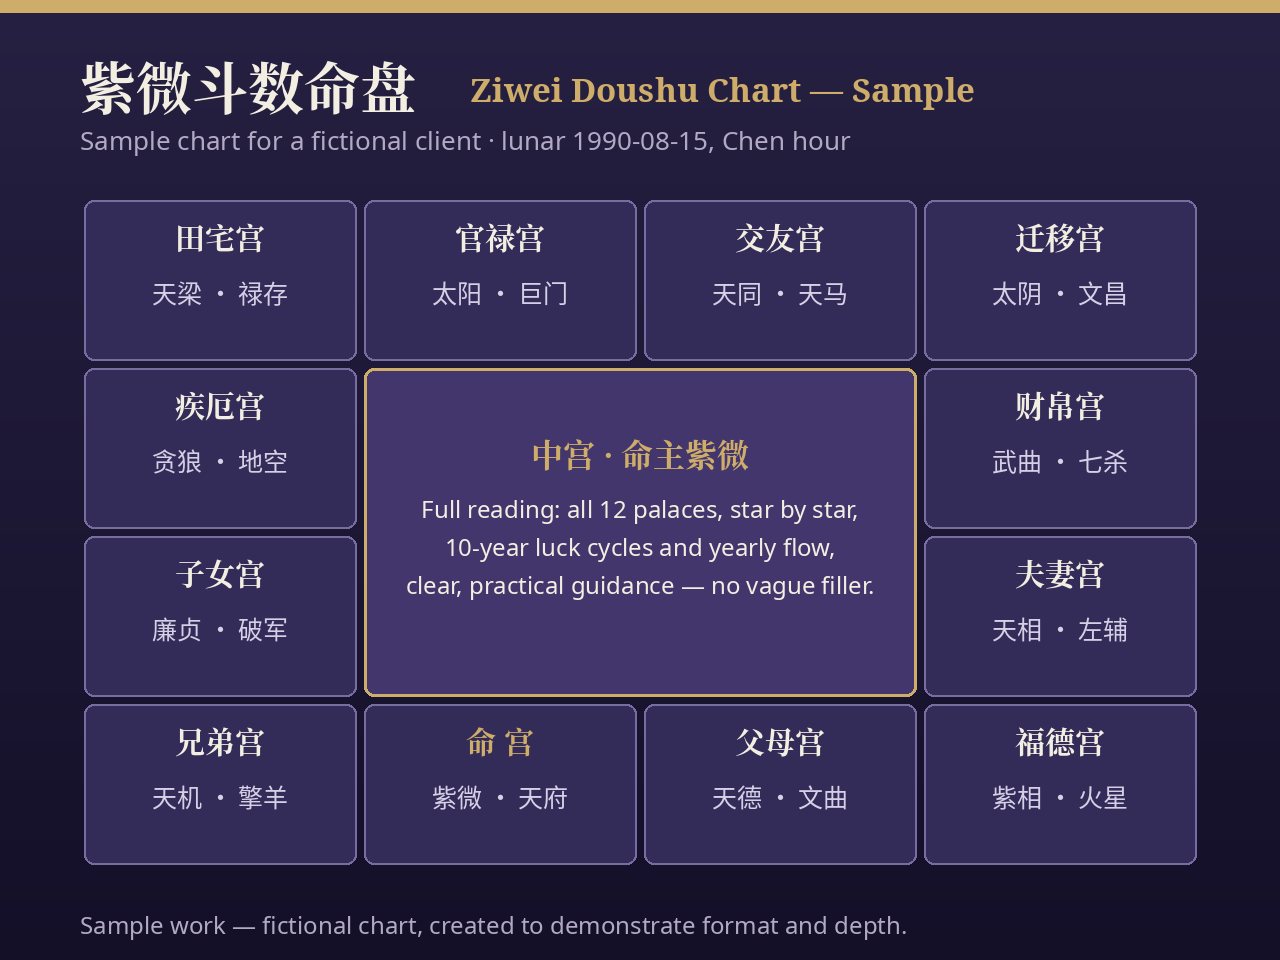 紫微斗数命盘 Ziwei Doushu Chart — Sample
Sample chart for a fictional client · lunar 1990-08-15, Chen hour
田宅宫
天梁 • 禄存
官禄宫
太阳 • 巨门
交友宫
天同 • 天马
迁移宫
太阴 • 文昌
疾厄宫
贪狼 • 地空
中宫 · 命主紫微
Full reading: all 12 palaces, star by star,
10-year luck cycles and yearly flow,
clear, practical guidance — no vague filler.
财帛宫
武曲 • 七杀
子女宫
廉贞 • 破军
夫妻宫
天相 • 左辅
兄弟宫
天机 • 擎羊
命 宫
紫微 • 天府
父母宫
天德 • 文曲
福德宫
紫相 • 火星
Sample work — fictional chart, created to demonstrate format and depth.